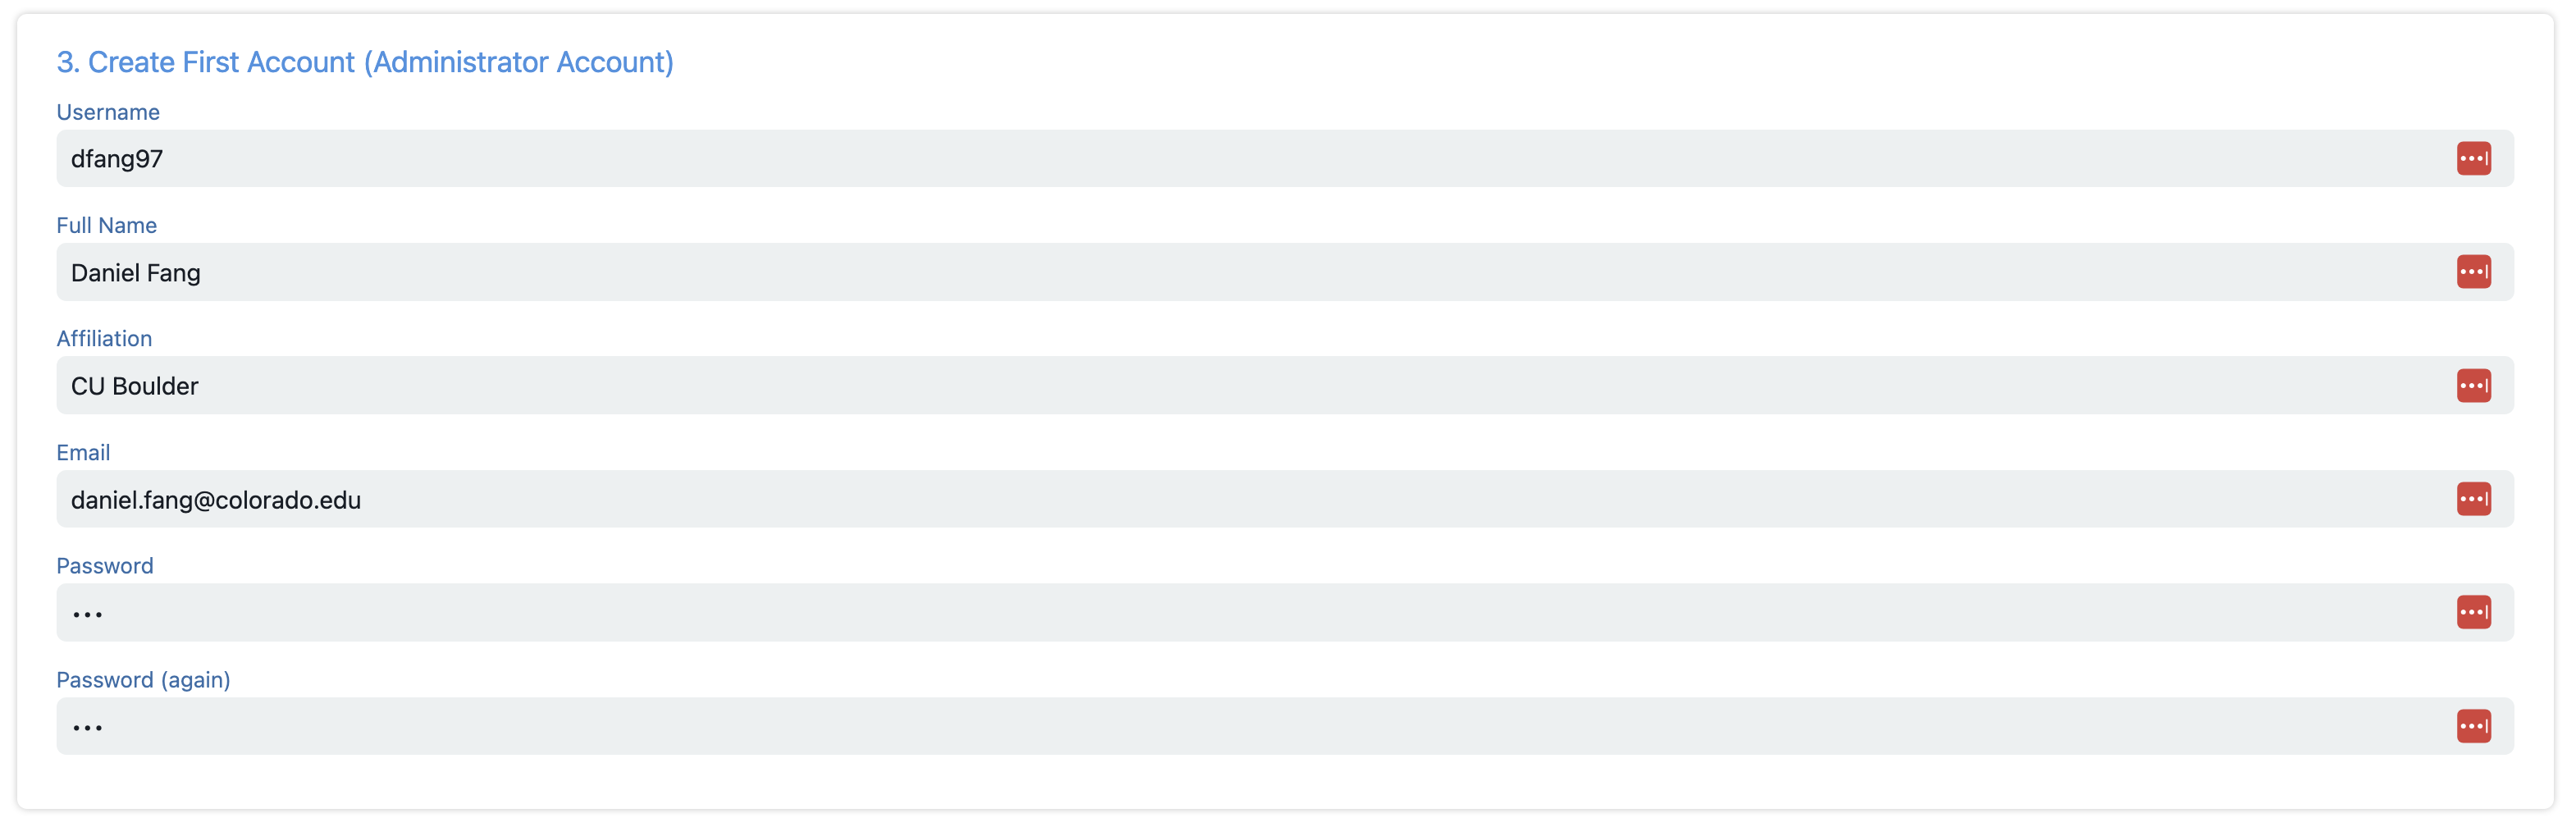 3. Create First Account (Administrator Account)
Username
dfang97
Full Name
Daniel Fang
Affiliation
CU Boulder
Email
daniel.fang@colorado.edu
Password
•••
Password (again)
•••